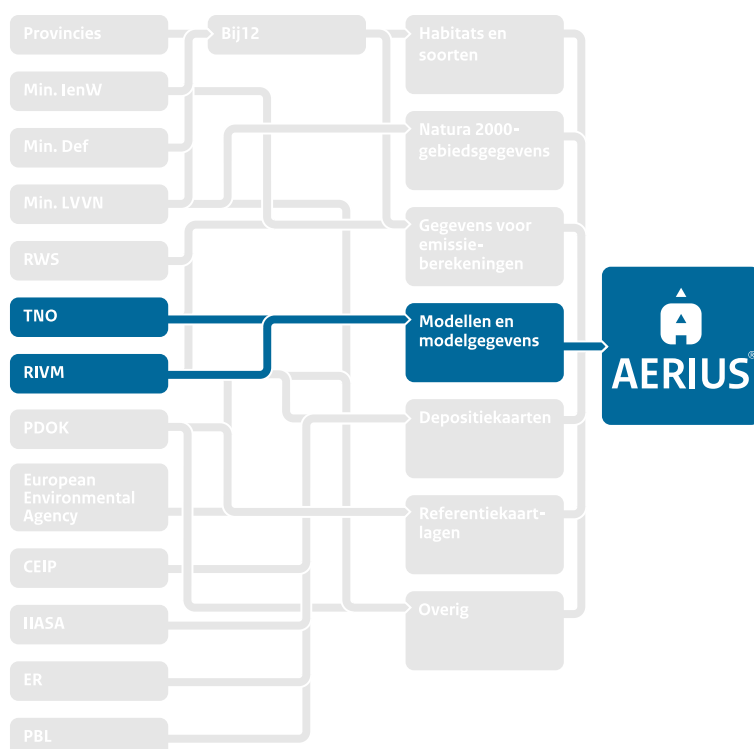 Provincies
Bij12
Habitats en
soorten
Min. IenW
Min. Def
Natura 2000-
gebiedsgegevens
Min. LVVN
Gegevens voor
emissie-
berekeningen
RWS
TNO
Modellen en
modelgegevens
AERIUS®
RIVM
PDOK
Depositiekaarten
European
Environmental
Agency
Referentiekaart-
lagen
CEIP
IIASA
Overig
ER
PBL